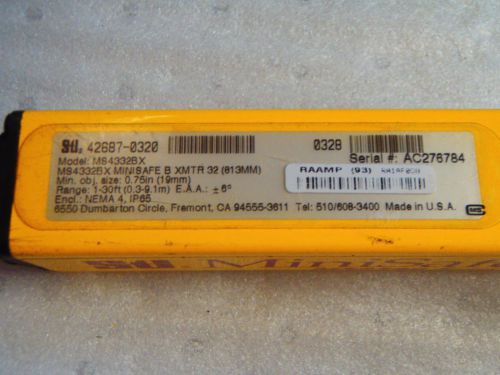 STI 42687-0320 0328
Model: MS4332BX Serial #: AC276784
MS4332BX MINISAFE B XMTR 32 (813MM)
Min. obj. size: 0.75in (19mm) RAAMP (93)
Range: 1-30ft (0.3-9.1m) E.A.A.: ±6°
Encl.: NEMA 4, IP65
6550 Dumbarton Circle, Fremont, CA 94555-3611 Tel: 510/608-3400 Made in U.S.A.
STI MiniSafe